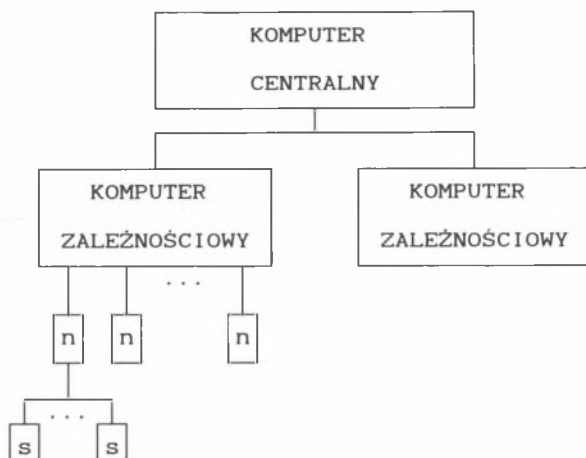 KOMPUTER
CENTRALNY
KOMPUTER
ZALEŻNOŚCIOWY
KOMPUTER
ZALEŻNOŚCIOWY
...
n
n
n
...
s
s